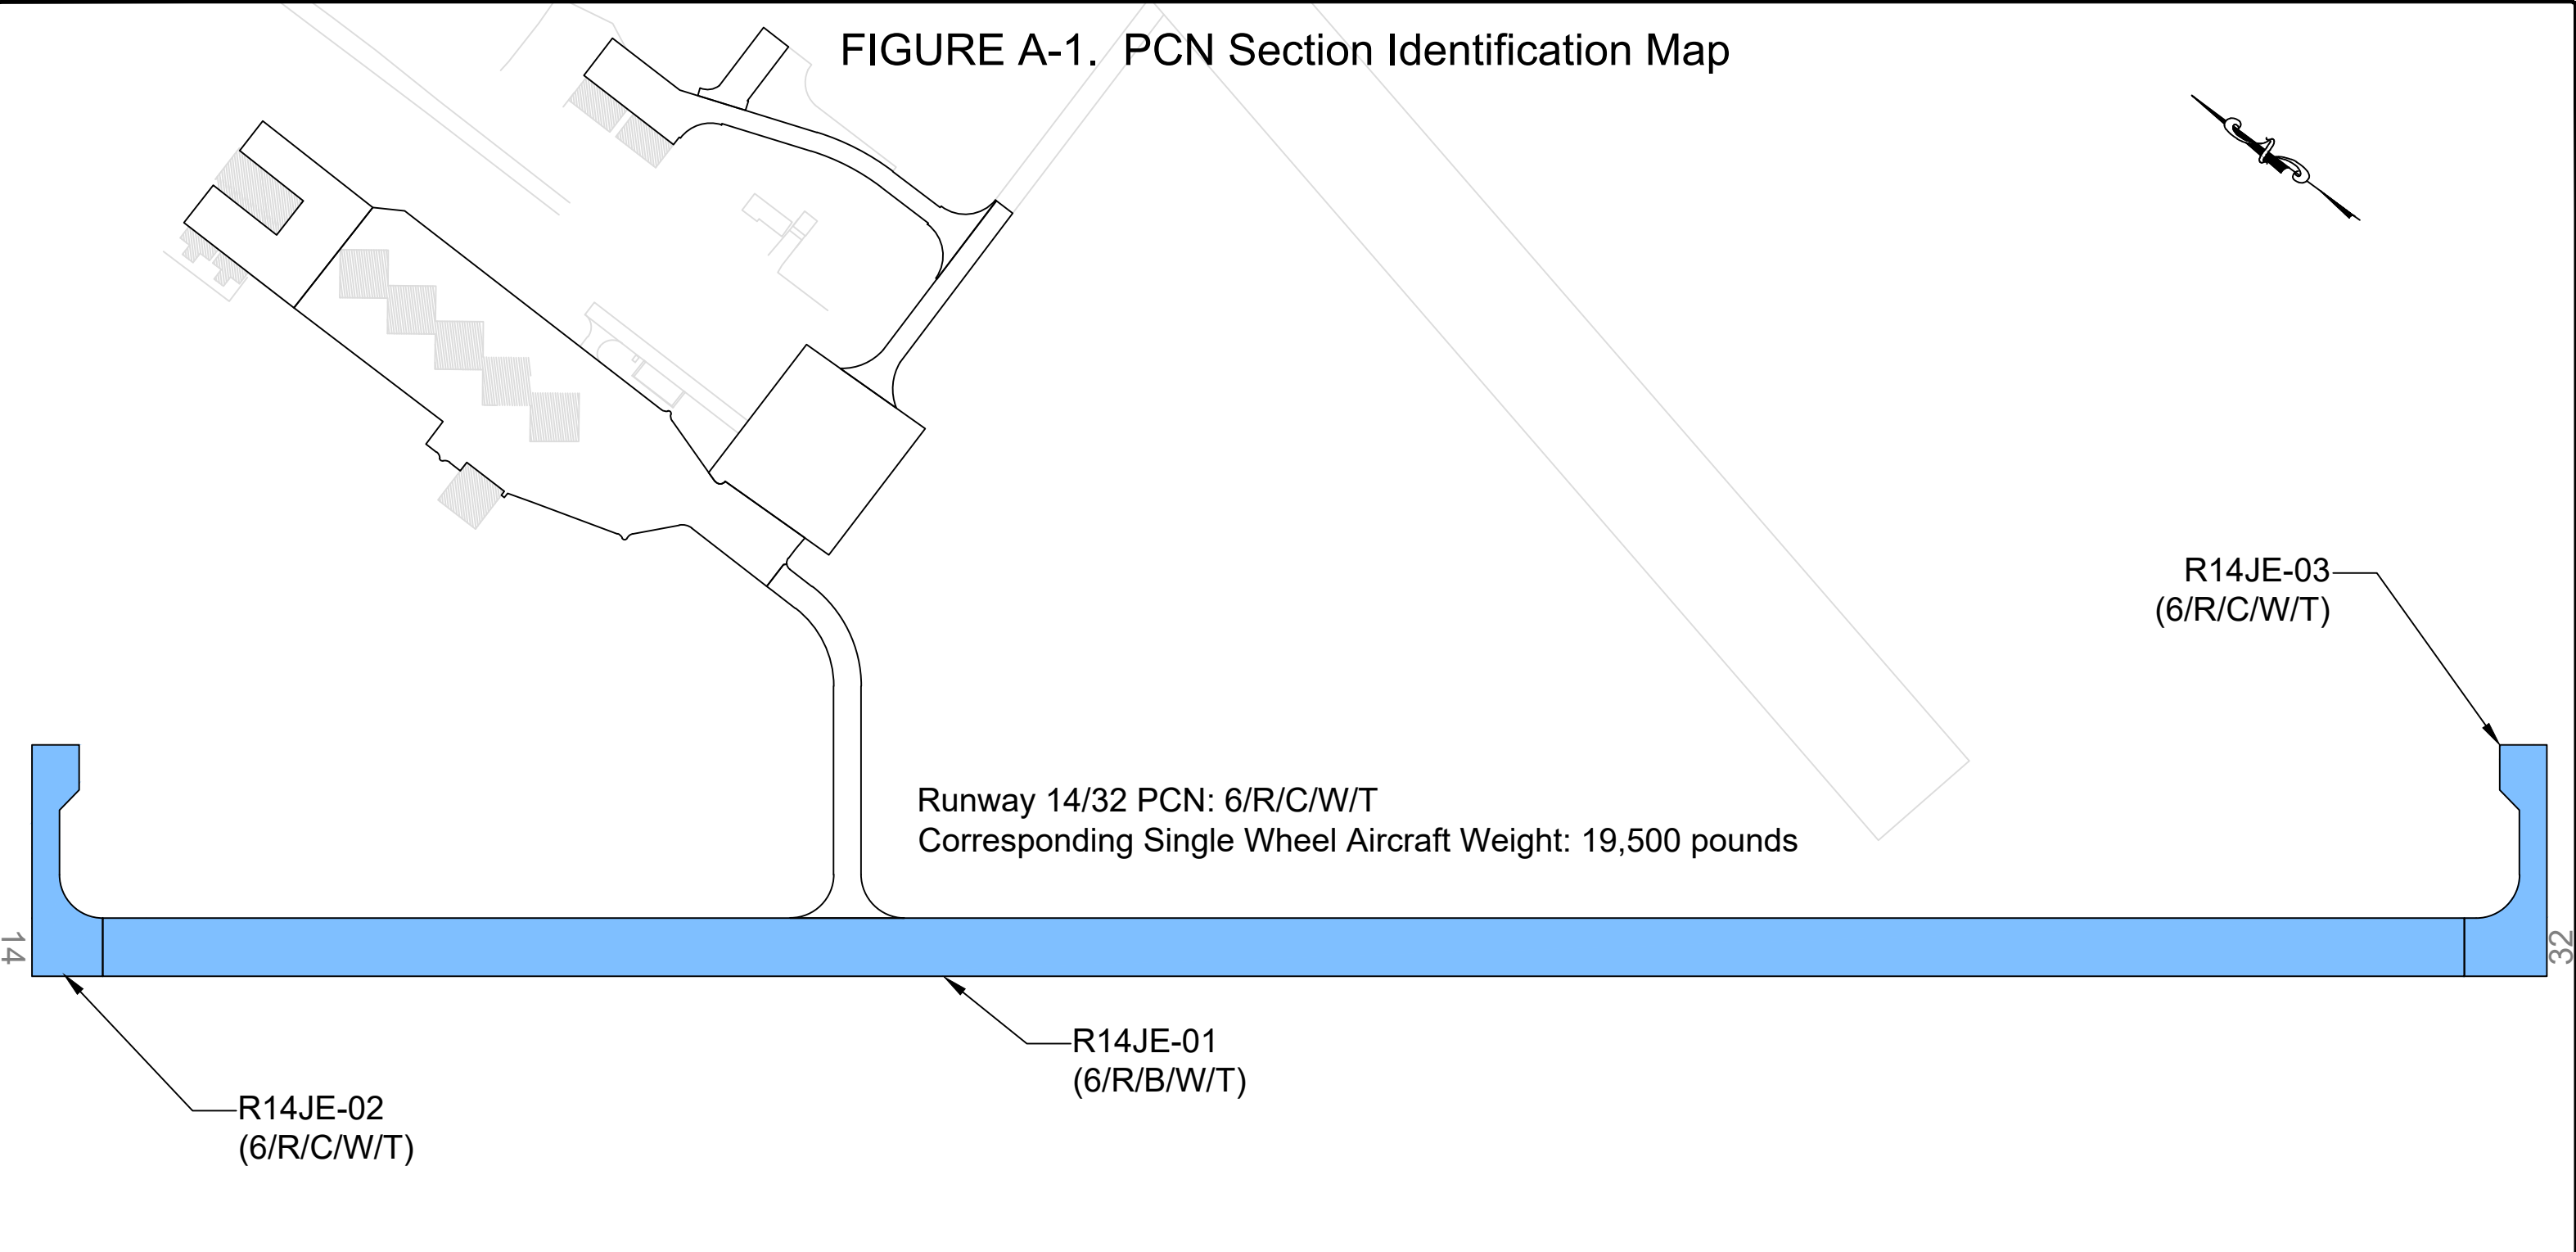 FIGURE A-1. PCN Section Identification Map
R14JE-03
(6/R/C/W/T)
Runway 14/32 PCN: 6/R/C/W/T
Corresponding Single Wheel Aircraft Weight: 19,500 pounds
14
32
R14JE-01
(6/R/B/W/T)
R14JE-02
(6/R/C/W/T)